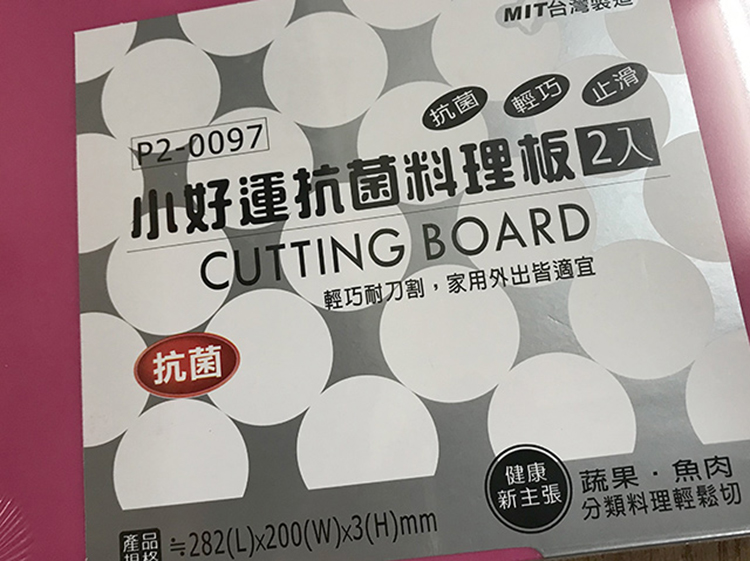 MIT台灣製造
抗菌 輕巧 止滑
P2-0097
小好運抗菌料理板 2入
CUTTING BOARD
輕巧耐刀割，家用外出皆適宜
抗菌
健康
新主張
蔬果・魚肉
分類料理輕鬆切
產品
規格
≒282(L)x200(W)x3(H)mm